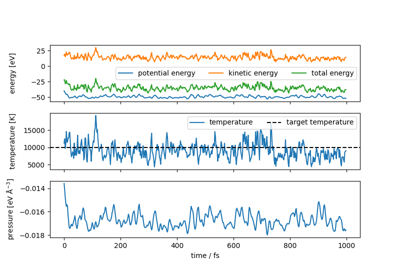 energy [eV]
25
0
−25
−50
potential energy
kinetic energy
total energy
temperature [K]
15000
10000
5000
temperature
target temperature
pressure [eV Å⁻³]
−0.014
−0.016
−0.018
0 200 400 600 800 1000
time / fs